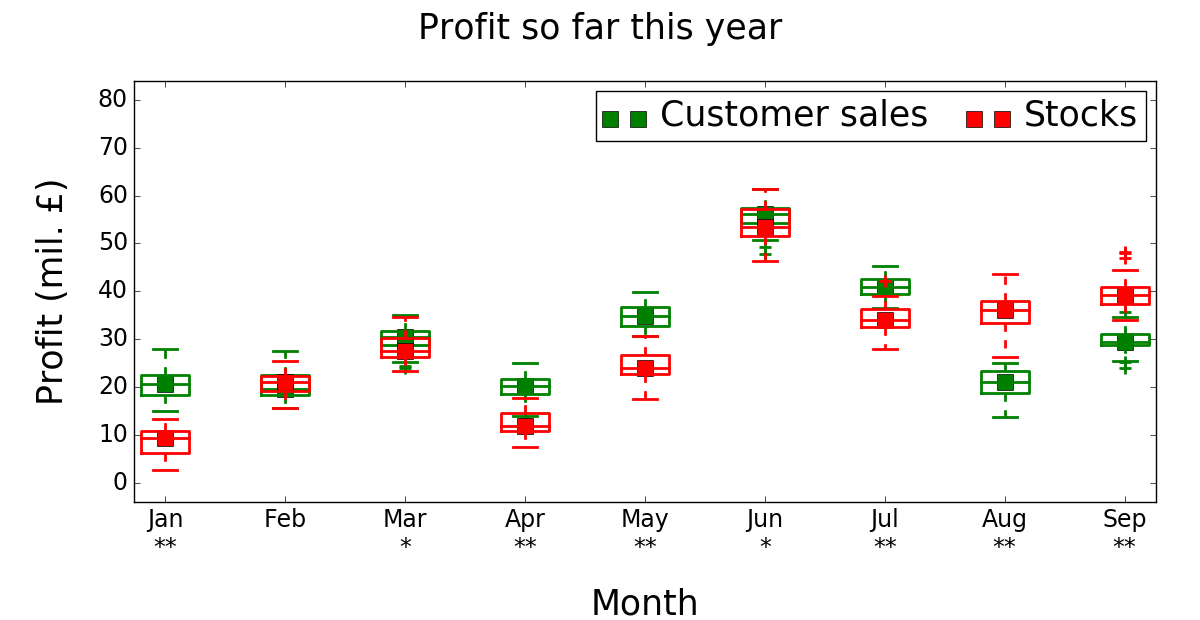 Profit so far this year
Customer sales Stocks
Profit (mil. £)
80
70
60
50
40
30
20
10
0
Jan Feb Mar Apr May Jun Jul Aug Sep
** * ** ** * ** ** **
Month